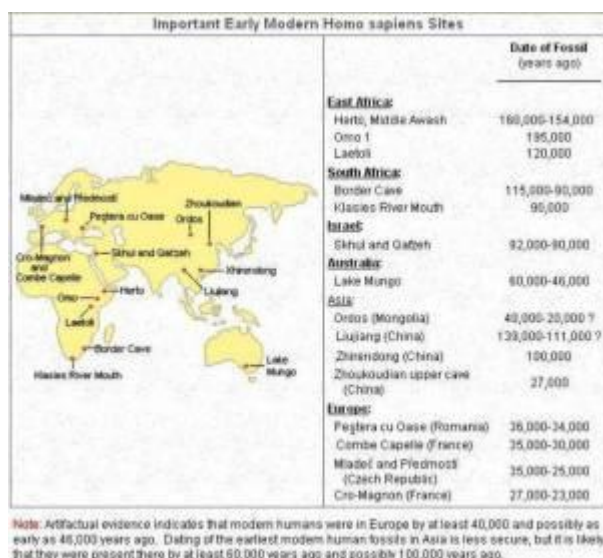 Important Early Modern Homo sapiens Sites
Date of Fossil
(years ago)
East Africa:
Herto, Middle Awash 160,000-154,000
Omo 1 195,000
Laetoli 120,000
South Africa:
Border Cave 115,000-90,000
Klasies River Mouth 90,000
Israel:
Skhul and Qafzeh 92,000-90,000
Australia:
Lake Mungo 60,000-46,000
Asia:
Ordos (Mongolia) 40,000-20,000 ?
Liujiang (China) 139,000-111,000 ?
Zhirendong (China) 100,000
Zhoukoudian upper cave
(China) 27,000
Europe:
Peştera cu Oase (Romania) 36,000-34,000
Combe Capelle (France) 35,000-30,000
Mladeč and Předmostí
(Czech Republic) 35,000-25,000
Cro-Magnon (France) 27,000-23,000
Mladeč and Předmostí
Zhoukoudian
Peştera cu Oase
Ordos
Cro-Magnon
and
Combe Capelle
Skhul and Qafzeh
Zhirendong
Herto
Liujiang
Omo
Laetoli
Border Cave
Klasies River Mouth
Lake
Mungo
Note: Artifactual evidence indicates that modern humans were in Europe by at least 40,000 and possibly as
early as 46,000 years ago. Dating of the earliest modern human fossils in Asia is less secure, but it is likely
that they were present there by at least 60,000 years ago and possibly 100,000 years ago.